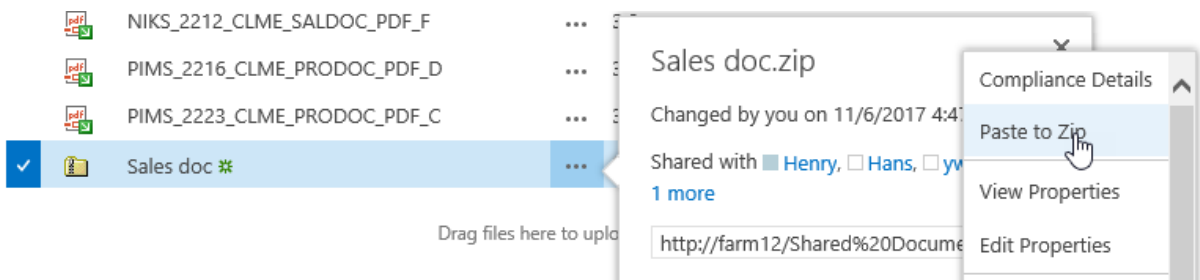 NIKS_2212_CLME_SALDOC_PDF_F ...
PIMS_2216_CLME_PRODOC_PDF_D ...
PIMS_2223_CLME_PRODOC_PDF_C ...
Sales doc ...
Drag files here to uplo
Sales doc.zip
Changed by you on 11/6/2017 4:47
Shared with Henry, Hans, yw
1 more
http://farm12/Shared%20Docume
Compliance Details
Paste to Zip
View Properties
Edit Properties